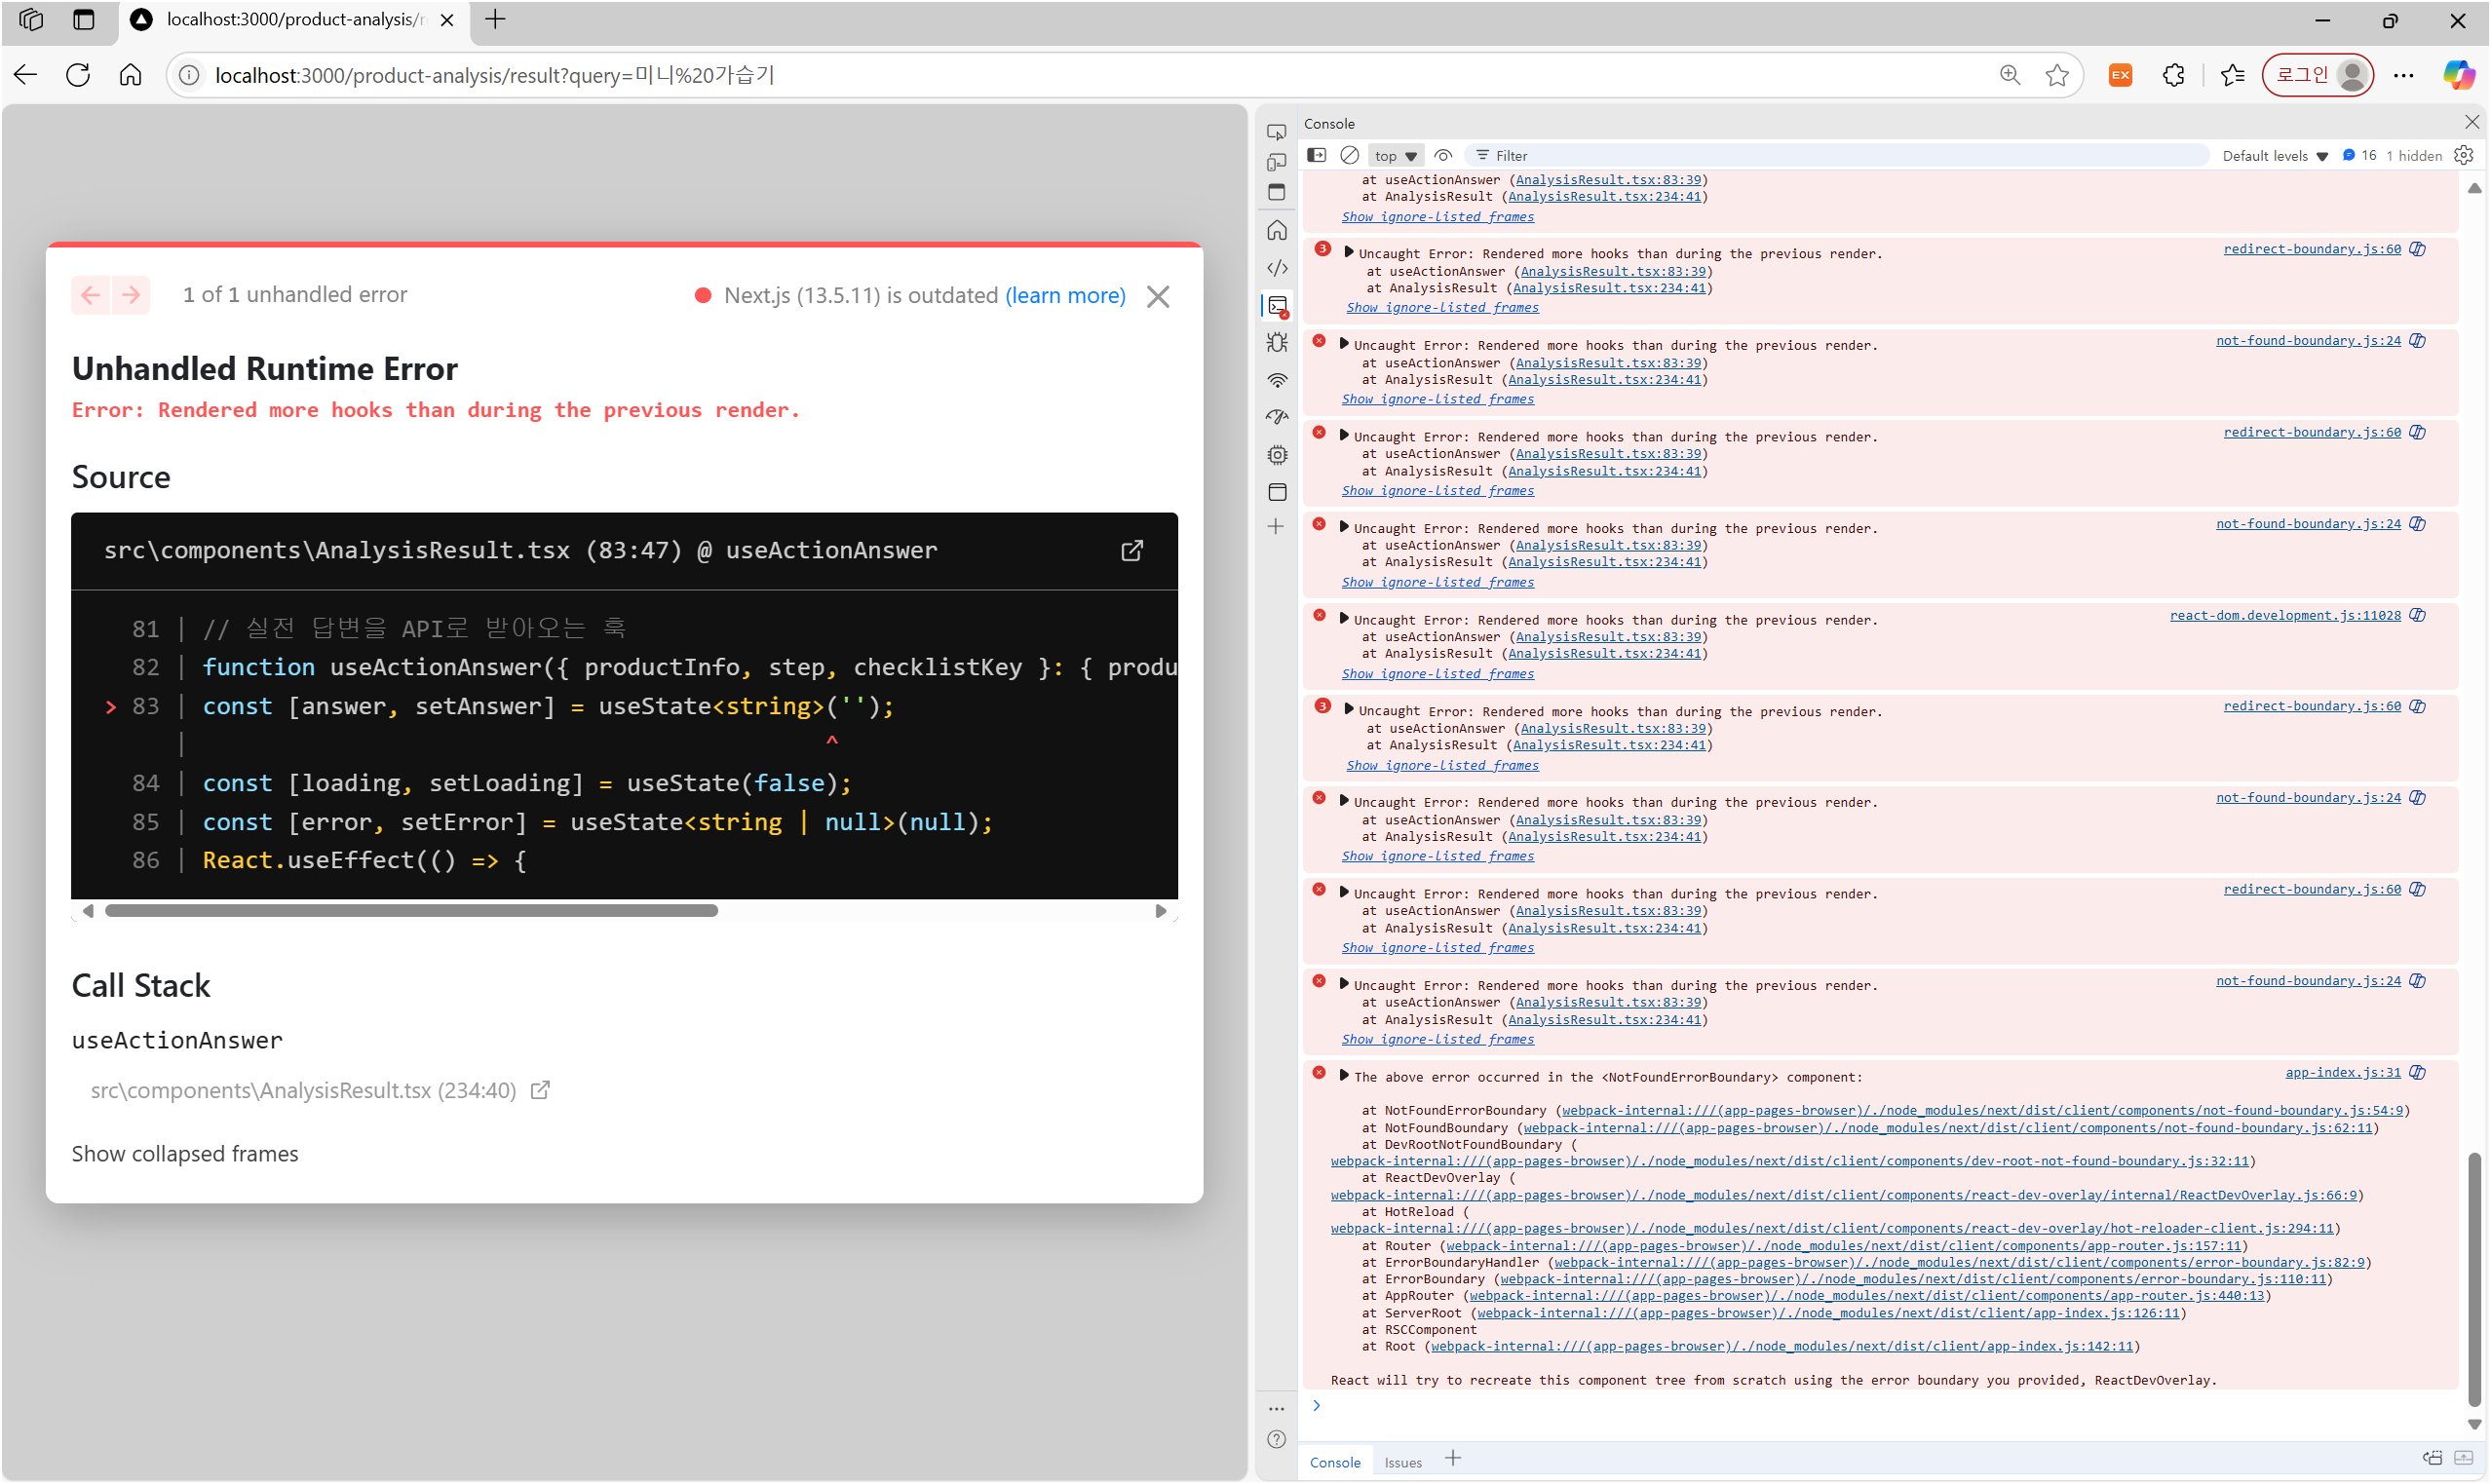 localhost:3000/product-analysis/r
localhost:3000/product-analysis/result?query=미니%20가습기
EX
로그인
1 of 1 unhandled error
Next.js (13.5.11) is outdated (learn more)
Unhandled Runtime Error
Error: Rendered more hooks than during the previous render.
Source
src\components\AnalysisResult.tsx (83:47) @ useActionAnswer
81 | // 실전 답변을 API로 받아오는 훅
82 | function useActionAnswer({ productInfo, step, checklistKey }: { produ
> 83 | const [answer, setAnswer] = useState<string>('');
| ^
84 | const [loading, setLoading] = useState(false);
85 | const [error, setError] = useState<string | null>(null);
86 | React.useEffect(() => {
Call Stack
useActionAnswer
src\components\AnalysisResult.tsx (234:40)
Show collapsed frames
Console
top
Filter
Default levels
16
1 hidden
at useActionAnswer (AnalysisResult.tsx:83:39)
at AnalysisResult (AnalysisResult.tsx:234:41)
Show ignore-listed frames
3 Uncaught Error: Rendered more hooks than during the previous render. redirect-boundary.js:60
at useActionAnswer (AnalysisResult.tsx:83:39)
at AnalysisResult (AnalysisResult.tsx:234:41)
Show ignore-listed frames
Uncaught Error: Rendered more hooks than during the previous render. not-found-boundary.js:24
at useActionAnswer (AnalysisResult.tsx:83:39)
at AnalysisResult (AnalysisResult.tsx:234:41)
Show ignore-listed frames
Uncaught Error: Rendered more hooks than during the previous render. redirect-boundary.js:60
at useActionAnswer (AnalysisResult.tsx:83:39)
at AnalysisResult (AnalysisResult.tsx:234:41)
Show ignore-listed frames
Uncaught Error: Rendered more hooks than during the previous render. not-found-boundary.js:24
at useActionAnswer (AnalysisResult.tsx:83:39)
at AnalysisResult (AnalysisResult.tsx:234:41)
Show ignore-listed frames
Uncaught Error: Rendered more hooks than during the previous render. react-dom.development.js:11028
at useActionAnswer (AnalysisResult.tsx:83:39)
at AnalysisResult (AnalysisResult.tsx:234:41)
Show ignore-listed frames
3 Uncaught Error: Rendered more hooks than during the previous render. redirect-boundary.js:60
at useActionAnswer (AnalysisResult.tsx:83:39)
at AnalysisResult (AnalysisResult.tsx:234:41)
Show ignore-listed frames
Uncaught Error: Rendered more hooks than during the previous render. not-found-boundary.js:24
at useActionAnswer (AnalysisResult.tsx:83:39)
at AnalysisResult (AnalysisResult.tsx:234:41)
Show ignore-listed frames
Uncaught Error: Rendered more hooks than during the previous render. redirect-boundary.js:60
at useActionAnswer (AnalysisResult.tsx:83:39)
at AnalysisResult (AnalysisResult.tsx:234:41)
Show ignore-listed frames
Uncaught Error: Rendered more hooks than during the previous render. not-found-boundary.js:24
at useActionAnswer (AnalysisResult.tsx:83:39)
at AnalysisResult (AnalysisResult.tsx:234:41)
Show ignore-listed frames
The above error occurred in the <NotFoundErrorBoundary> component: app-index.js:31
at NotFoundErrorBoundary (webpack-internal:///(app-pages-browser)/./node_modules/next/dist/client/components/not-found-boundary.js:54:9)
at NotFoundBoundary (webpack-internal:///(app-pages-browser)/./node_modules/next/dist/client/components/not-found-boundary.js:62:11)
at DevRootNotFoundBoundary (
webpack-internal:///(app-pages-browser)/./node_modules/next/dist/client/components/dev-root-not-found-boundary.js:32:11)
at ReactDevOverlay (
webpack-internal:///(app-pages-browser)/./node_modules/next/dist/client/components/react-dev-overlay/internal/ReactDevOverlay.js:66:9)
at HotReload (
webpack-internal:///(app-pages-browser)/./node_modules/next/dist/client/components/react-dev-overlay/hot-reloader-client.js:294:11)
at Router (webpack-internal:///(app-pages-browser)/./node_modules/next/dist/client/components/app-router.js:157:11)
at ErrorBoundaryHandler (webpack-internal:///(app-pages-browser)/./node_modules/next/dist/client/components/error-boundary.js:82:9)
at ErrorBoundary (webpack-internal:///(app-pages-browser)/./node_modules/next/dist/client/components/error-boundary.js:110:11)
at AppRouter (webpack-internal:///(app-pages-browser)/./node_modules/next/dist/client/components/app-router.js:440:13)
at ServerRoot (webpack-internal:///(app-pages-browser)/./node_modules/next/dist/client/app-index.js:126:11)
at RSCComponent
at Root (webpack-internal:///(app-pages-browser)/./node_modules/next/dist/client/app-index.js:142:11)
React will try to recreate this component tree from scratch using the error boundary you provided, ReactDevOverlay.
Console
Issues